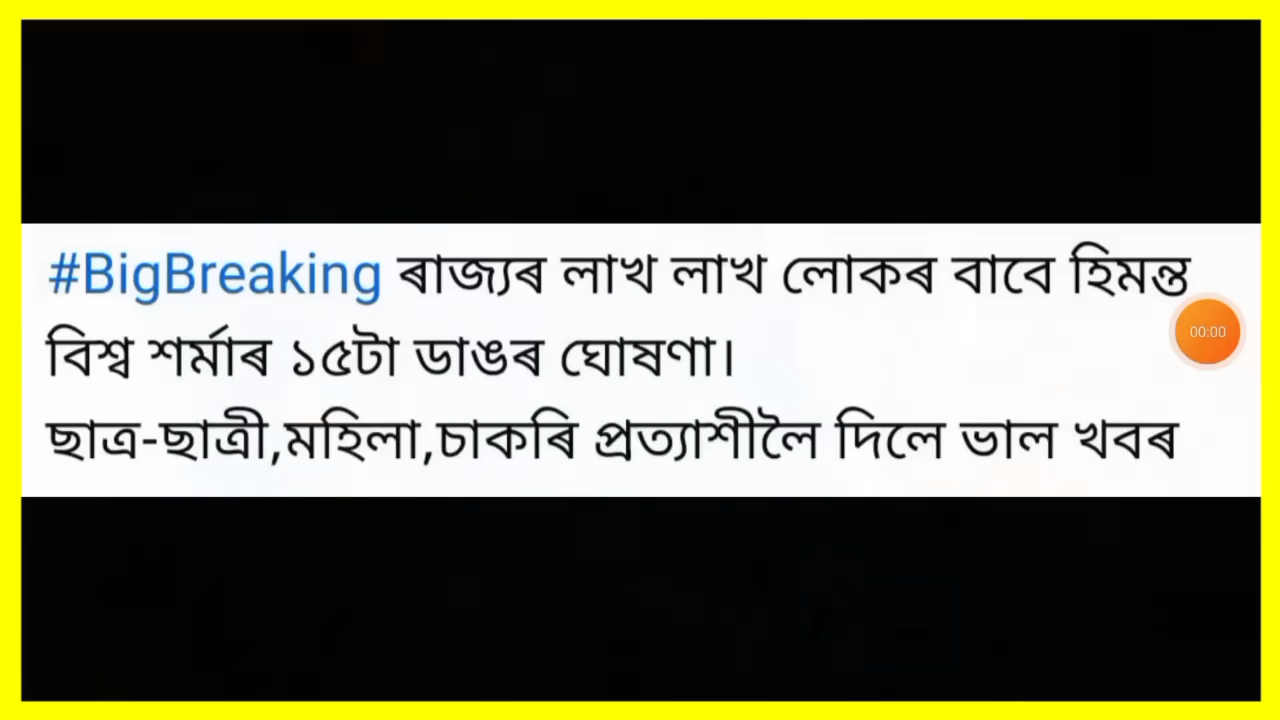 #BigBreaking ৰাজ্যৰ লাখ লাখ লোকৰ বাবে হিমন্ত
বিশ্ব শৰ্মাৰ ১৫টা ডাঙৰ ঘোষণা।
ছাত্ৰ-ছাত্ৰী,মহিলা,চাকৰি প্ৰত্যাশীলৈ দিলে ভাল খবৰ
00:00